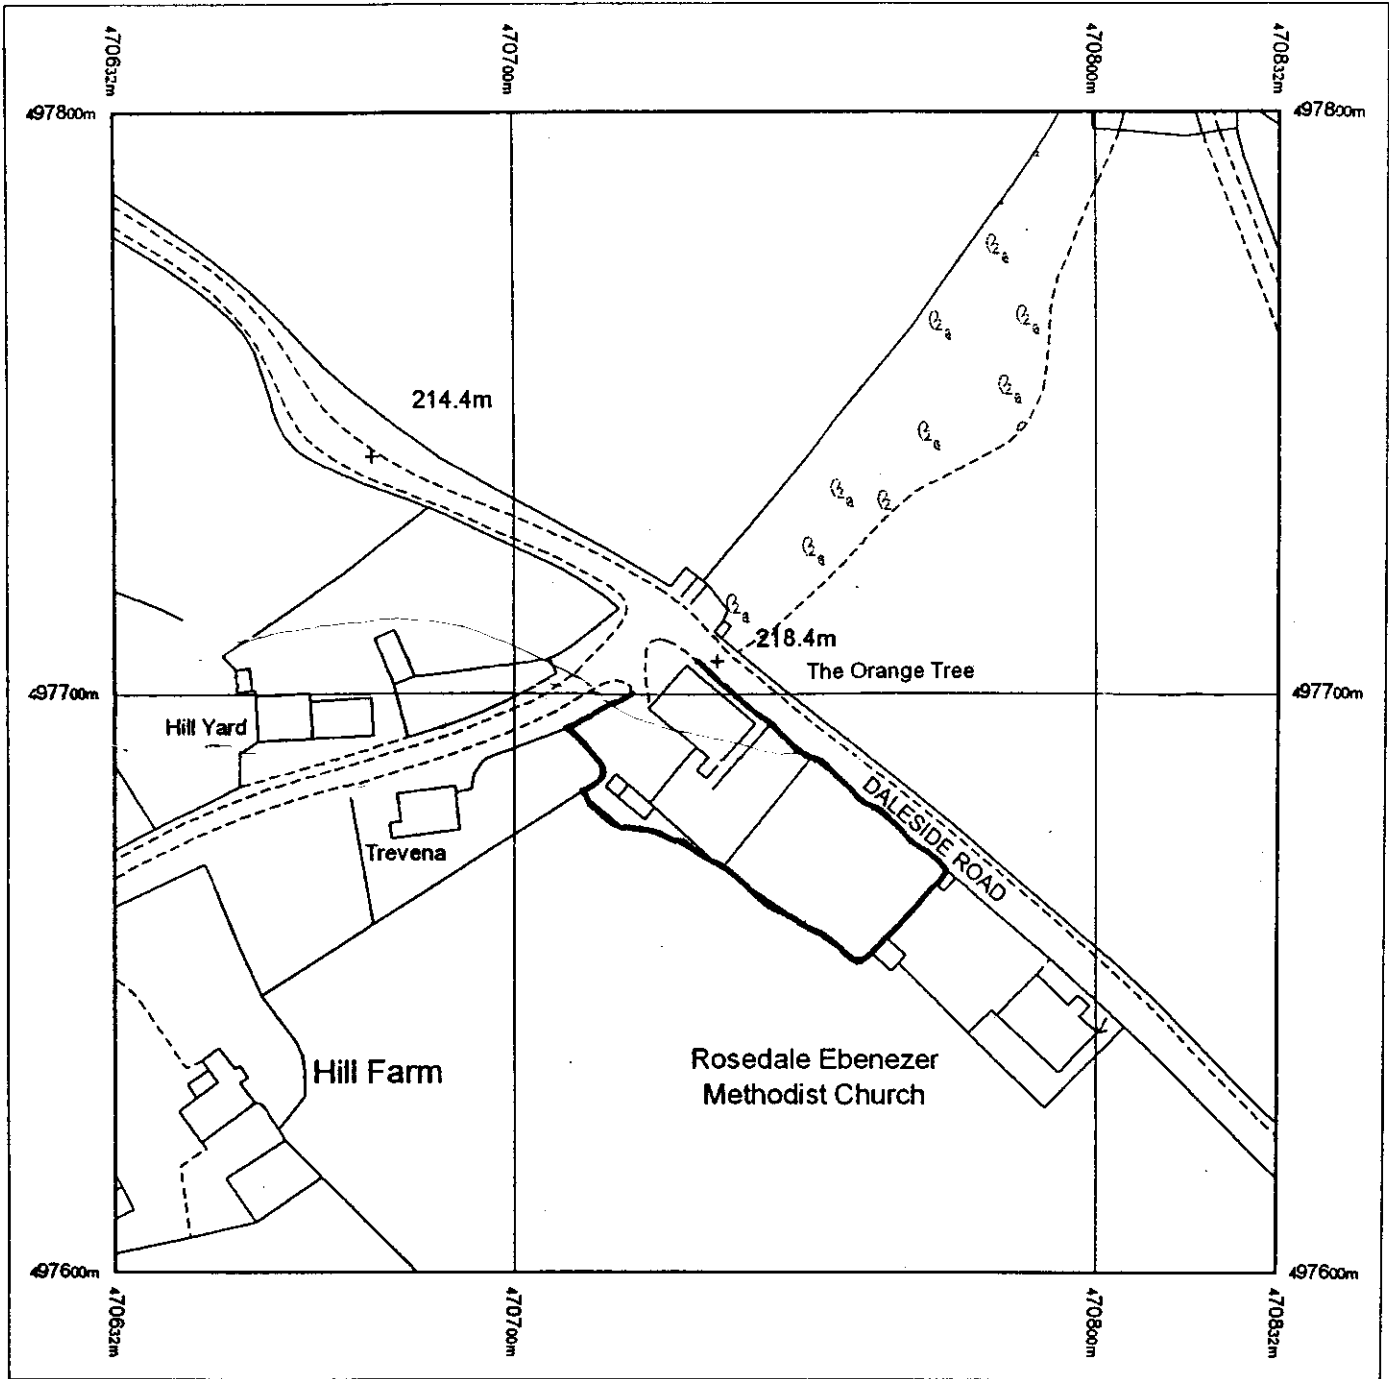 470632m
470700m
470800m
470832m
497800m
497800m
214.4m
218.4m
The Orange Tree
497700m
497700m
Hill Yard
DALESIDE ROAD
Trevena
Hill Farm
Rosedale Ebenezer
Methodist Church
497600m
497600m
470632m
470700m
470800m
470832m